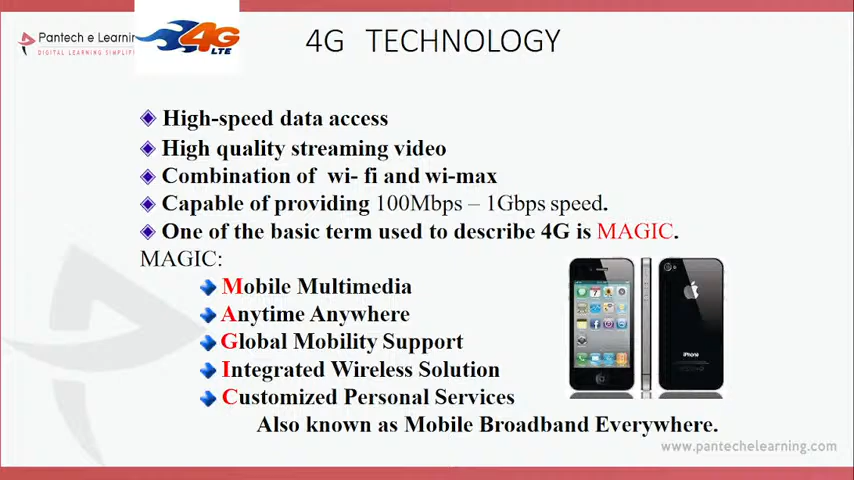 Pantech e Learnin
DIGITAL LEARNING SIMPLIF
4G
LTE
4G TECHNOLOGY
High-speed data access
High quality streaming video
Combination of wi- fi and wi-max
Capable of providing 100Mbps – 1Gbps speed.
One of the basic term used to describe 4G is MAGIC.
MAGIC:
Mobile Multimedia
Anytime Anywhere
Global Mobility Support
Integrated Wireless Solution
Customized Personal Services
Also known as Mobile Broadband Everywhere.
iPhone
www.pantechelearning.com